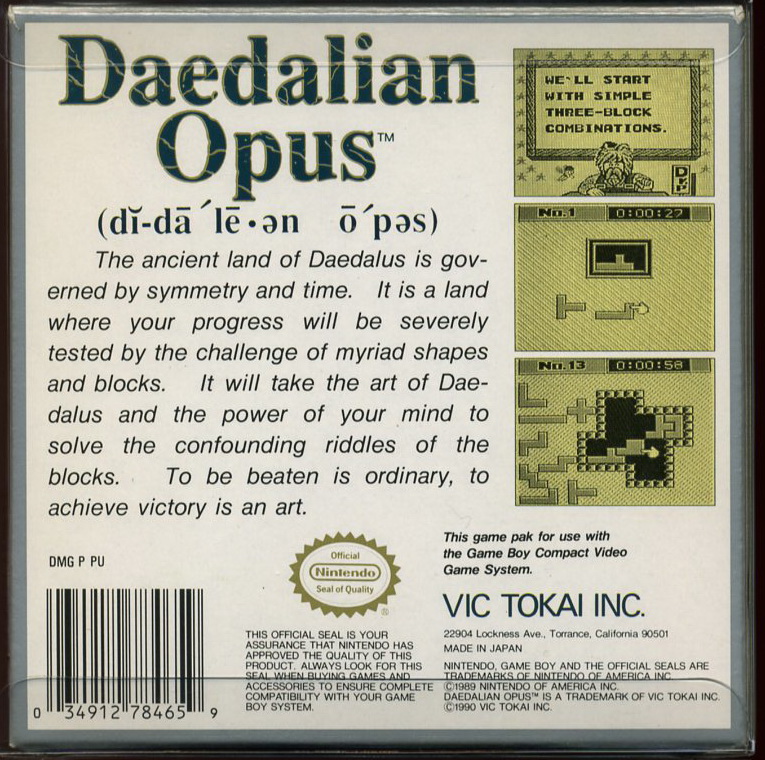 Daedalian
Opus™
(dĭ-dā´lē·ən ō´pəs)
The ancient land of Daedalus is gov-
erned by symmetry and time. It is a land
where your progress will be severely
tested by the challenge of myriad shapes
and blocks. It will take the art of Dae-
dalus and the power of your mind to
solve the confounding riddles of the
blocks. To be beaten is ordinary, to
achieve victory is an art.
WE'LL START
WITH SIMPLE
THREE-BLOCK
COMBINATIONS.
No.1 0:00:27
No.13 0:00:58
DMG P PU
0 34912 78465 9
Official
Nintendo
Seal of Quality
®
THIS OFFICIAL SEAL IS YOUR
ASSURANCE THAT NINTENDO HAS
APPROVED THE QUALITY OF THIS
PRODUCT. ALWAYS LOOK FOR THIS
SEAL WHEN BUYING GAMES AND
ACCESSORIES TO ENSURE COMPLETE
COMPATIBILITY WITH YOUR GAME
BOY SYSTEM.
This game pak for use with
the Game Boy Compact Video
Game System.
VIC TOKAI INC.
22904 Lockness Ave., Torrance, California 90501
MADE IN JAPAN
NINTENDO, GAME BOY AND THE OFFICIAL SEALS ARE
TRADEMARKS OF NINTENDO OF AMERICA INC.
©1989 NINTENDO OF AMERICA INC.
DAEDALIAN OPUS™ IS A TRADEMARK OF VIC TOKAI INC.
©1990 VIC TOKAI INC.